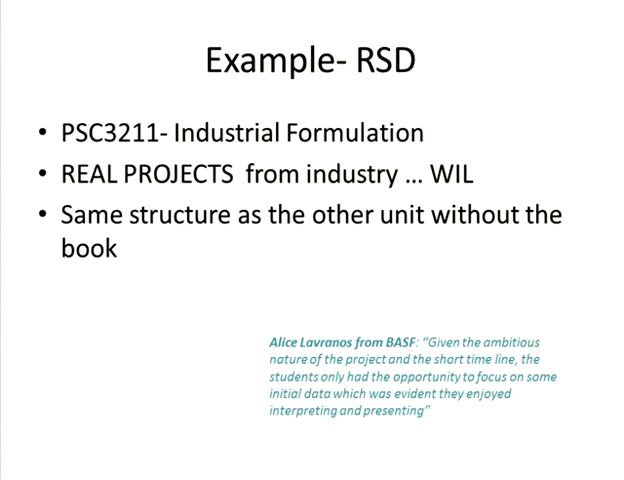 Example- RSD
• PSC3211- Industrial Formulation
• REAL PROJECTS from industry ... WIL
• Same structure as the other unit without the
book
Alice Lavranos from BASF: “Given the ambitious
nature of the project and the short time line, the
students only had the opportunity to focus on some
initial data which was evident they enjoyed
interpreting and presenting”